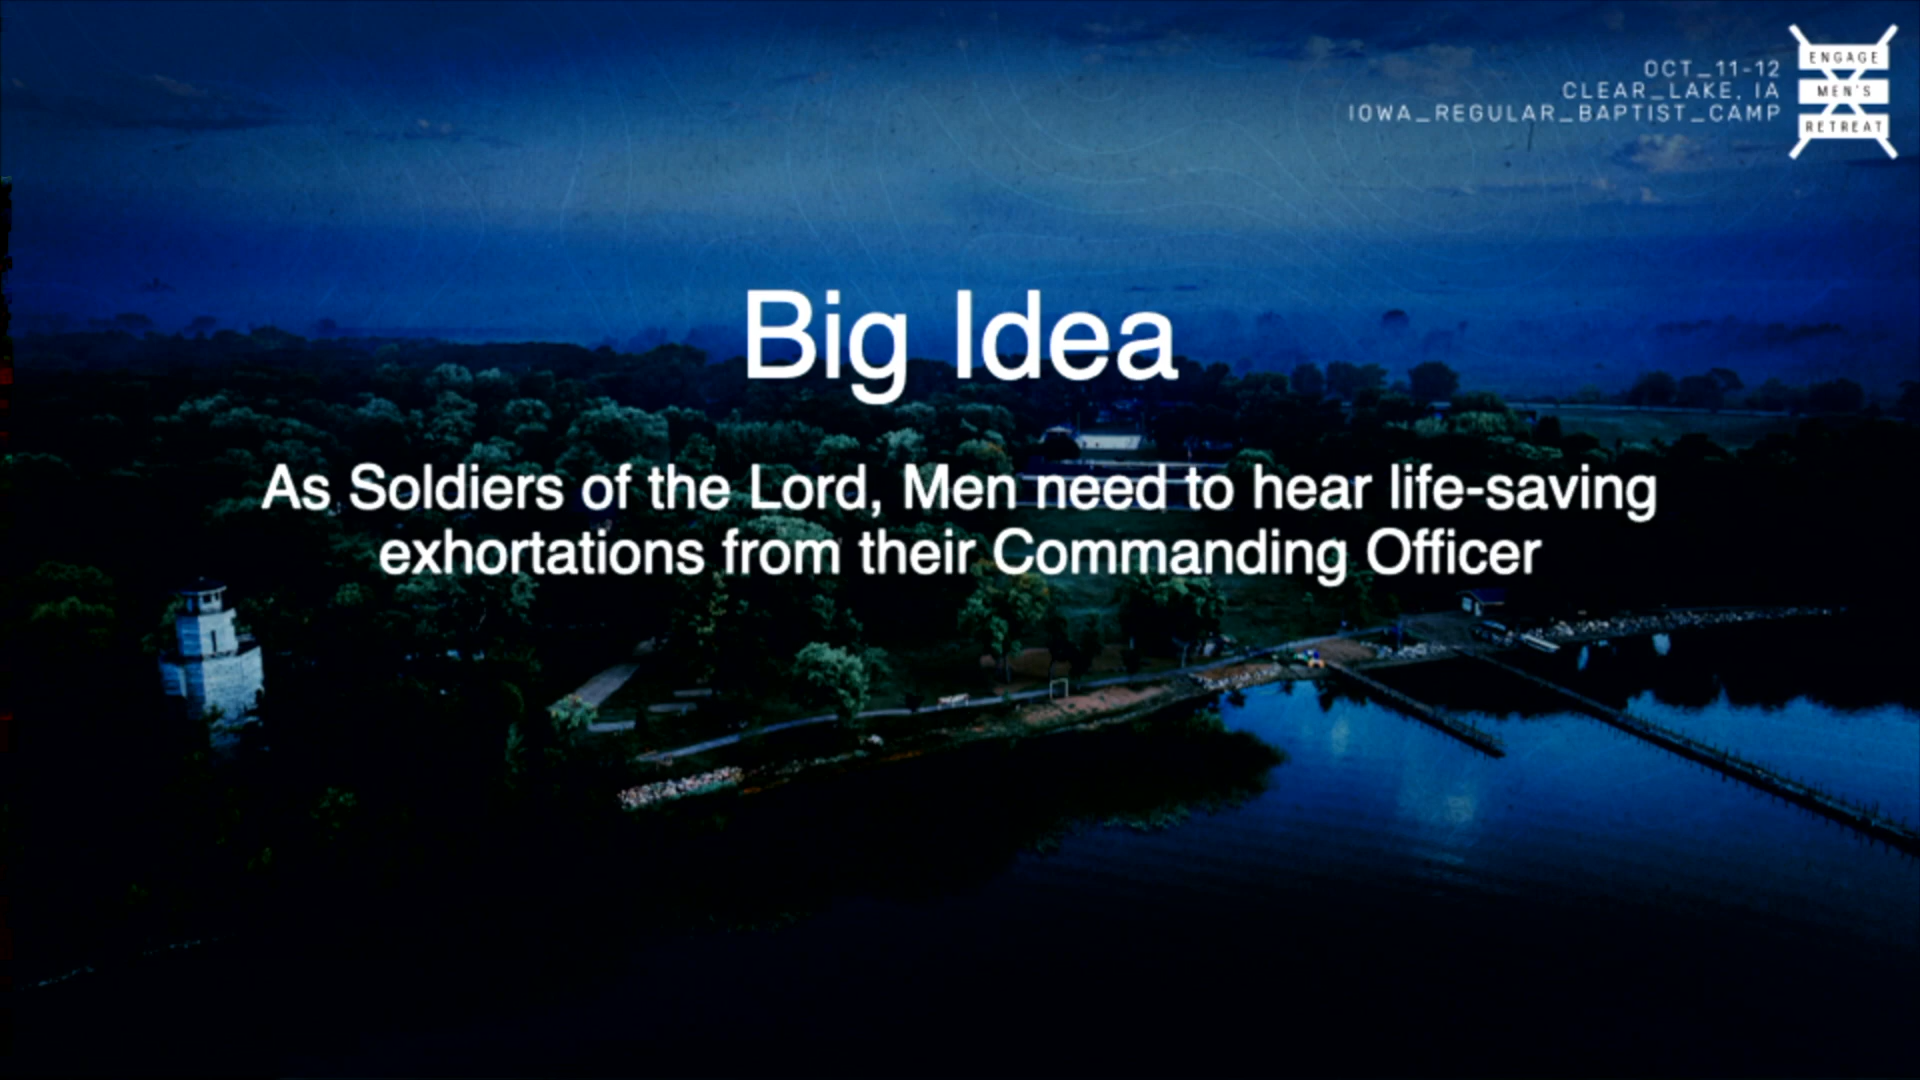 OCT_11-12
CLEAR_LAKE, IA
IOWA_REGULAR_BAPTIST_CAMP
ENGAGE
MEN'S
RETREAT
Big Idea
As Soldiers of the Lord, Men need to hear life-saving
exhortations from their Commanding Officer